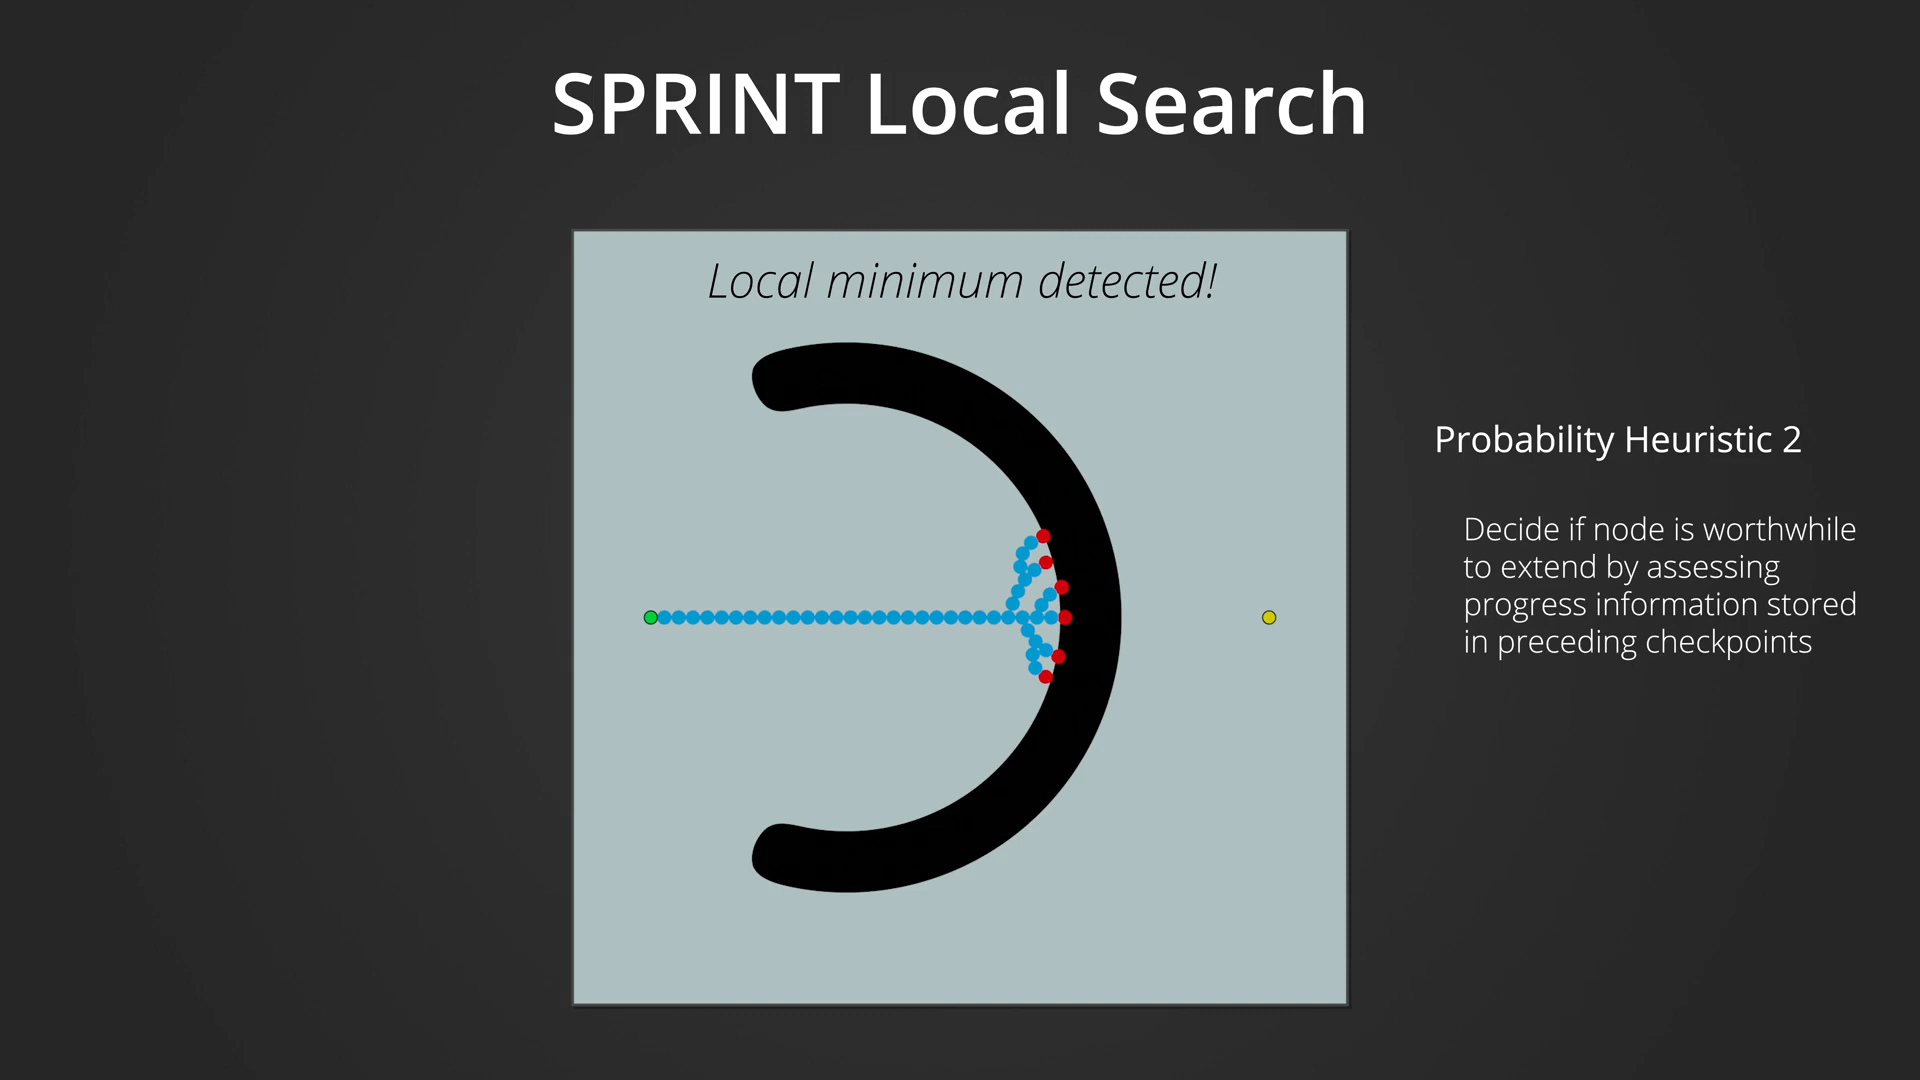 SPRINT Local Search
Local minimum detected!
Probability Heuristic 2
Decide if node is worthwhile
to extend by assessing
progress information stored
in preceding checkpoints